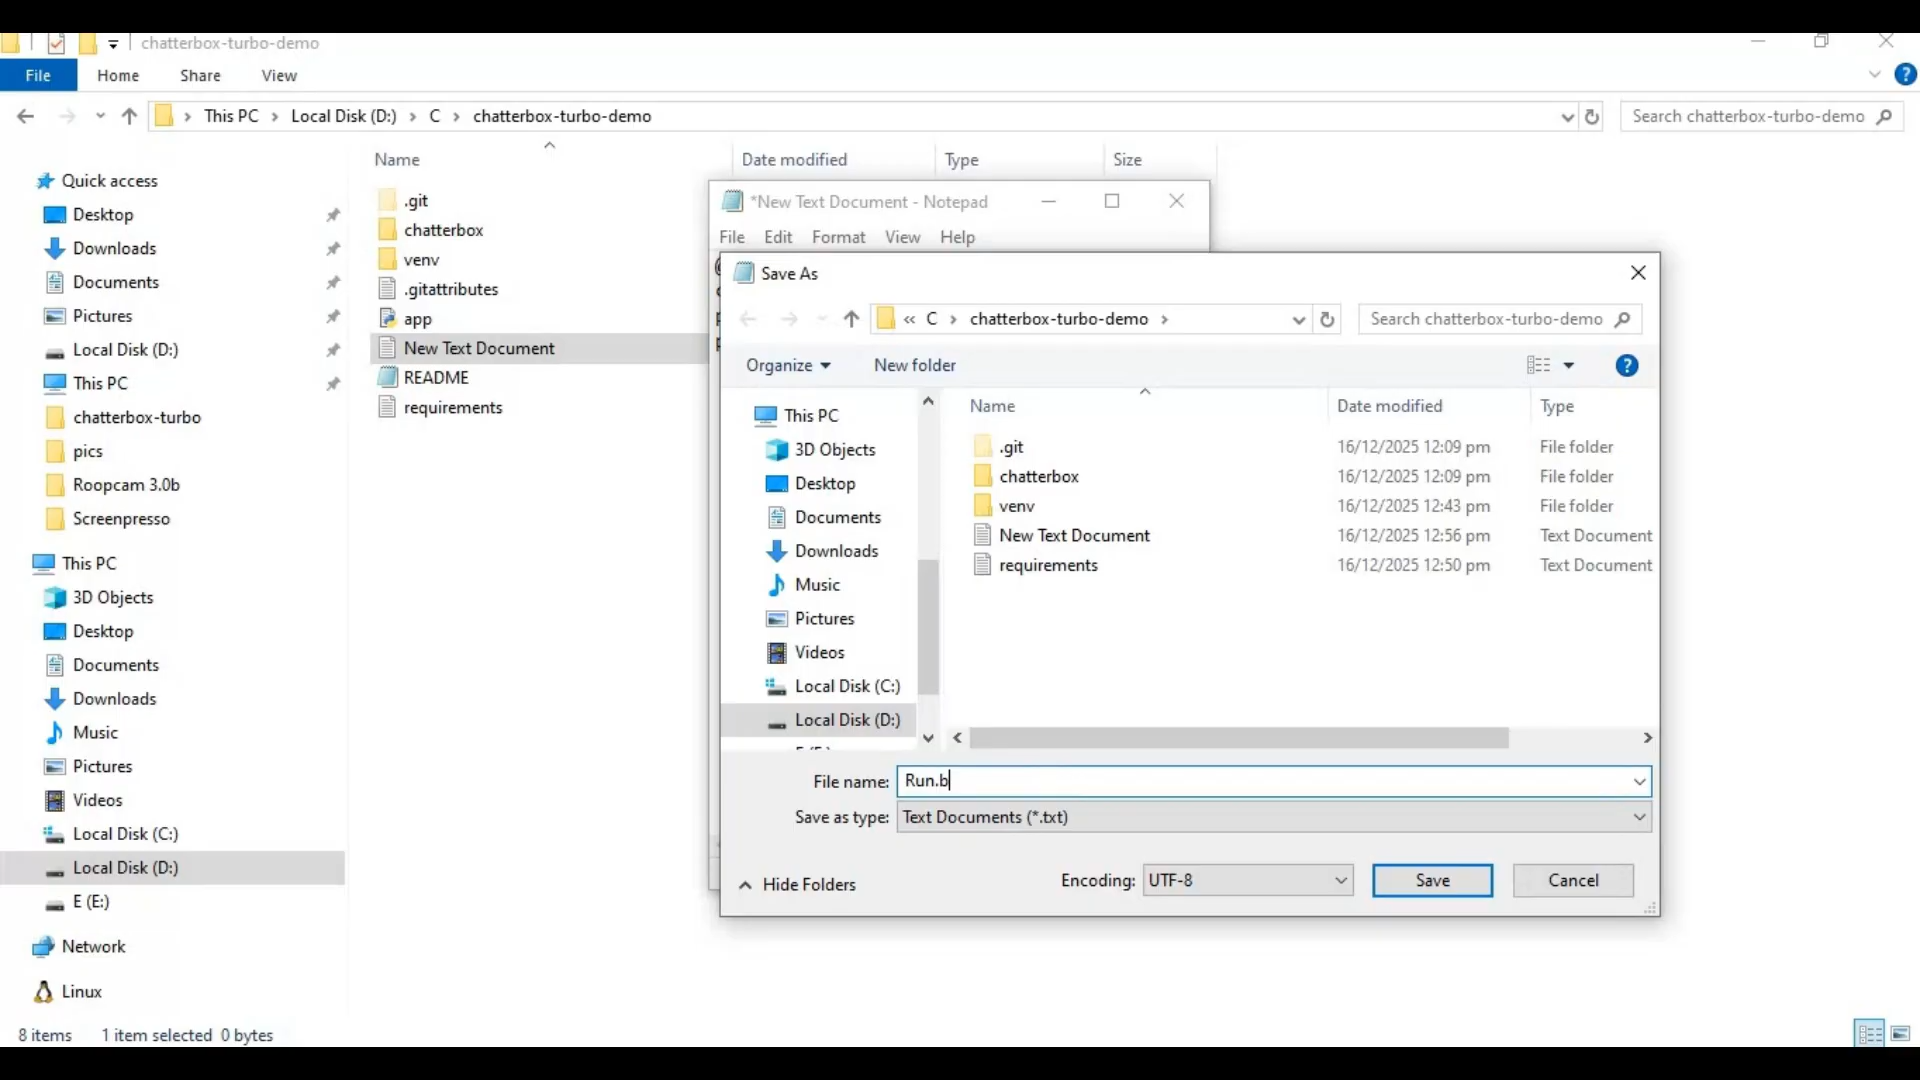 chatterbox-turbo-demo
File Home Share View
This PC Local Disk (D:) C chatterbox-turbo-demo
Search chatterbox-turbo-demo
Name Date modified Type Size
Quick access
Desktop
Downloads
Documents
Pictures
Local Disk (D:)
This PC
chatterbox-turbo
pics
Roopcam 3.0b
Screenpresso
This PC
3D Objects
Desktop
Documents
Downloads
Music
Pictures
Videos
Local Disk (C:)
Local Disk (D:)
E (E:)
Network
Linux
.git
chatterbox
venv
.gitattributes
app
New Text Document
README
requirements
*New Text Document - Notepad
File Edit Format View Help
Save As
« C chatterbox-turbo-demo
Search chatterbox-turbo-demo
Organize New folder
This PC
3D Objects
Desktop
Documents
Downloads
Music
Pictures
Videos
Local Disk (C:)
Local Disk (D:)
Name Date modified Type
.git 16/12/2025 12:09 pm File folder
chatterbox 16/12/2025 12:09 pm File folder
venv 16/12/2025 12:43 pm File folder
New Text Document 16/12/2025 12:56 pm Text Document
requirements 16/12/2025 12:50 pm Text Document
File name: Run.b
Save as type: Text Documents (*.txt)
Hide Folders Encoding: UTF-8 Save Cancel
8 items 1 item selected 0 bytes